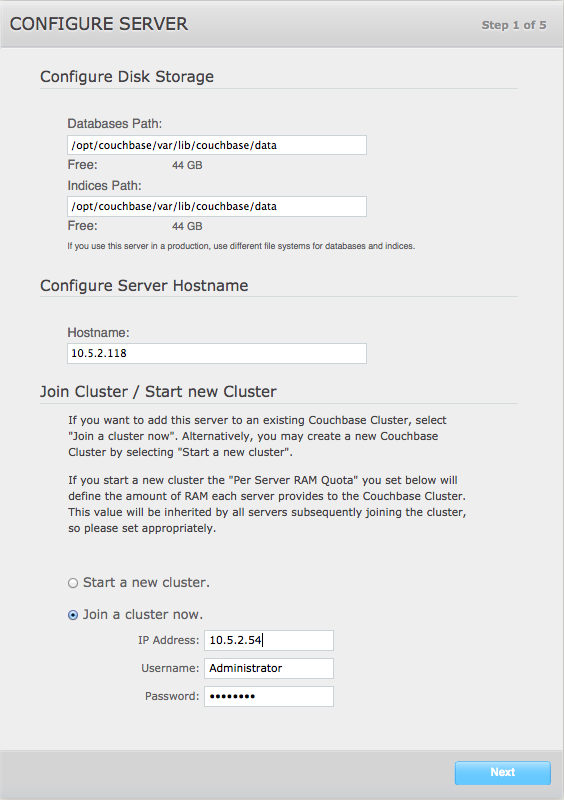 CONFIGURE SERVER
Step 1 of 5
Configure Disk Storage
Databases Path:
/opt/couchbase/var/lib/couchbase/data
Free: 44 GB
Indices Path:
/opt/couchbase/var/lib/couchbase/data
Free: 44 GB
If you use this server in a production, use different file systems for databases and indices.
Configure Server Hostname
Hostname:
10.5.2.118
Join Cluster / Start new Cluster
If you want to add this server to an existing Couchbase Cluster, select
"Join a cluster now". Alternatively, you may create a new Couchbase
Cluster by selecting "Start a new cluster".
If you start a new cluster the "Per Server RAM Quota" you set below will
define the amount of RAM each server provides to the Couchbase Cluster.
This value will be inherited by all servers subsequently joining the cluster,
so please set appropriately.
Start a new cluster.
Join a cluster now.
IP Address: 10.5.2.54
Username: Administrator
Password: ••••••••
Next